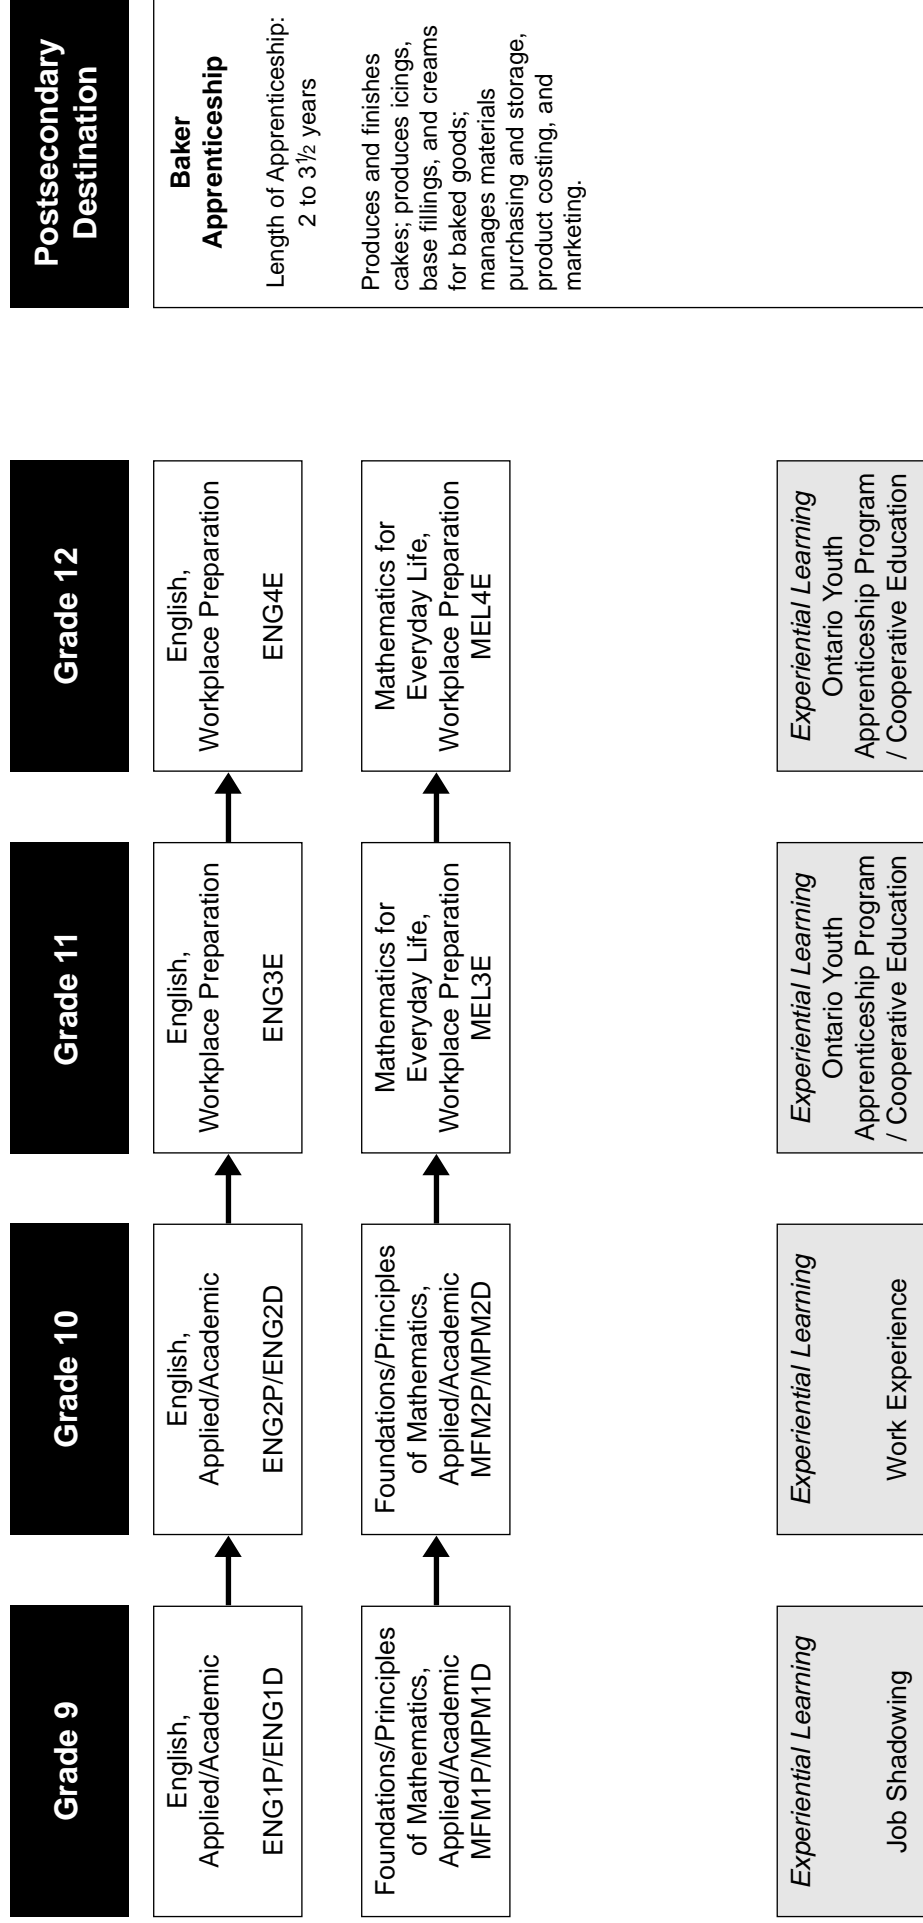 Grade 9
Grade 10
Grade 11
Grade 12
Postsecondary
Destination
English,
Applied/Academic
ENG1P/ENG1D
English,
Applied/Academic
ENG2P/ENG2D
English,
Workplace Preparation
ENG3E
English,
Workplace Preparation
ENG4E
Baker
Apprenticeship
Length of Apprenticeship:
2 to 3½ years
Produces and finishes
cakes; produces icings,
base fillings, and creams
for baked goods;
manages materials
purchasing and storage,
product costing, and
marketing.
Foundations/Principles
of Mathematics,
Applied/Academic
MFM1P/MPM1D
Foundations/Principles
of Mathematics,
Applied/Academic
MFM2P/MPM2D
Mathematics for
Everyday Life,
Workplace Preparation
MEL3E
Mathematics for
Everyday Life,
Workplace Preparation
MEL4E
Experiential Learning
Job Shadowing
Experiential Learning
Work Experience
Experiential Learning
Ontario Youth
Apprenticeship Program
/ Cooperative Education
Experiential Learning
Ontario Youth
Apprenticeship Program
/ Cooperative Education